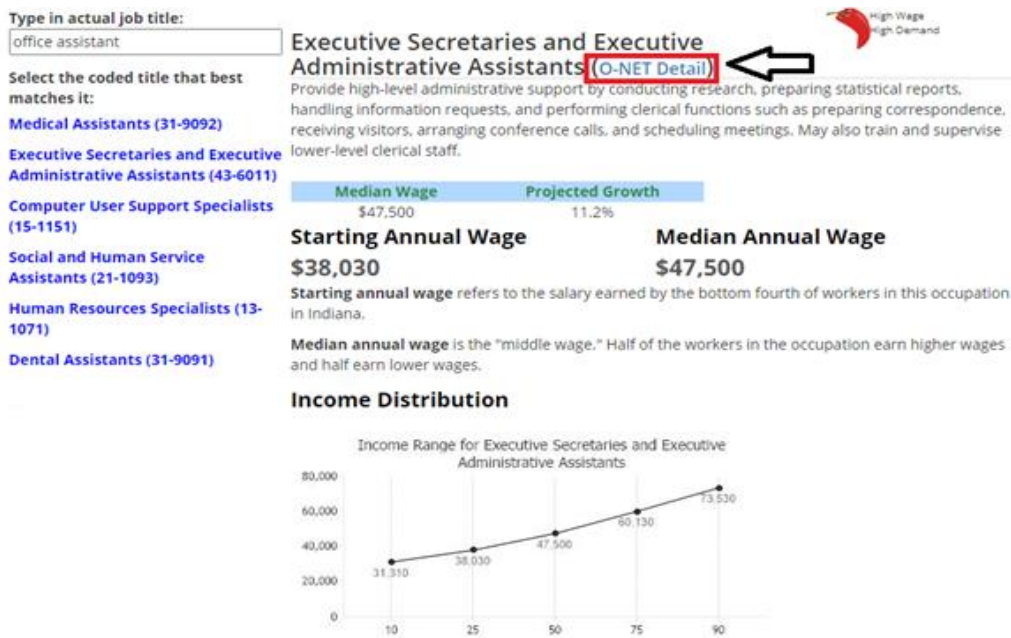 Type in actual job title:
office assistant
Select the coded title that best
matches it:
Medical Assistants (31-9092)
Executive Secretaries and Executive
Administrative Assistants (43-6011)
Computer User Support Specialists
(15-1151)
Social and Human Service
Assistants (21-1093)
Human Resources Specialists (13-
1071)
Dental Assistants (31-9091)
High Wage
High Demand
Executive Secretaries and Executive
Administrative Assistants (O-NET Detail)
Provide high-level administrative support by conducting research, preparing statistical reports,
handling information requests, and performing clerical functions such as preparing correspondence,
receiving visitors, arranging conference calls, and scheduling meetings. May also train and supervise
lower-level clerical staff.
Median Wage Projected Growth
$47,500 11.2%
Starting Annual Wage Median Annual Wage
$38,030 $47,500
Starting annual wage refers to the salary earned by the bottom fourth of workers in this occupation
in Indiana.
Median annual wage is the "middle wage." Half of the workers in the occupation earn higher wages
and half earn lower wages.
Income Distribution
Income Range for Executive Secretaries and Executive
Administrative Assistants
80,000
73,530
60,000
60,130
47,500
40,000
38,030
31,310
20,000
0
10 25 50 75 90